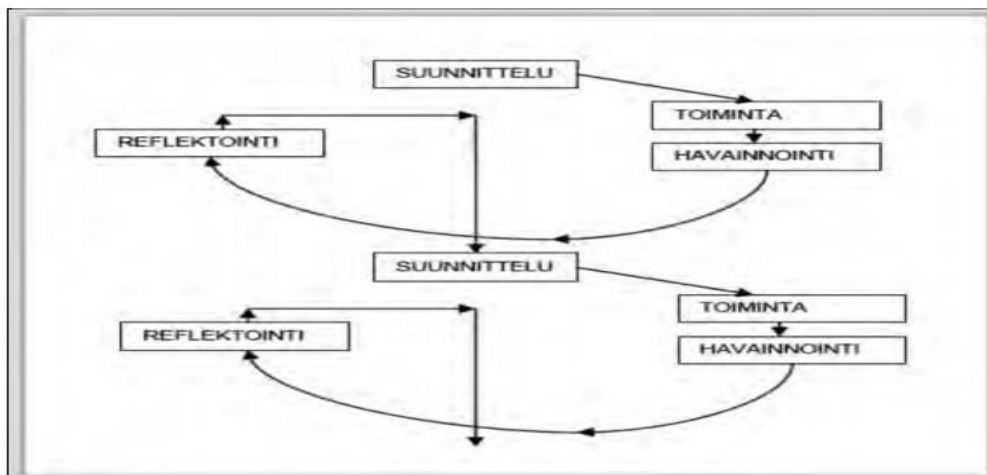 SUUNNITTELU
TOIMINTA
HAVAINNOINTI
REFLEKTOINTI
SUUNNITTELU
TOIMINTA
HAVAINNOINTI
REFLEKTOINTI